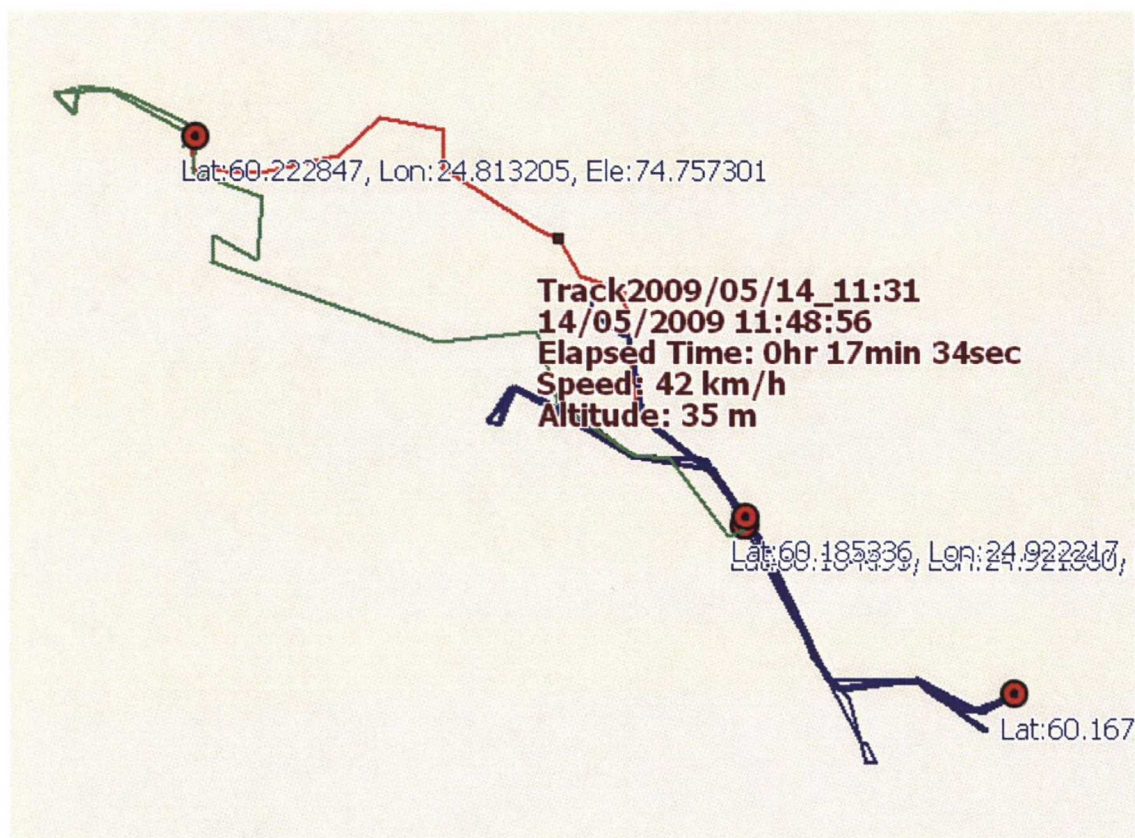 Lat:60.222847, Lon:24.813205, Ele:74.757301
Track2009/05/14_11:31
14/05/2009 11:48:56
Elapsed Time: 0hr 17min 34sec
Speed: 42 km/h
Altitude: 35 m
Lat:60.185336, Lon:24.922217,
Lat:60.167